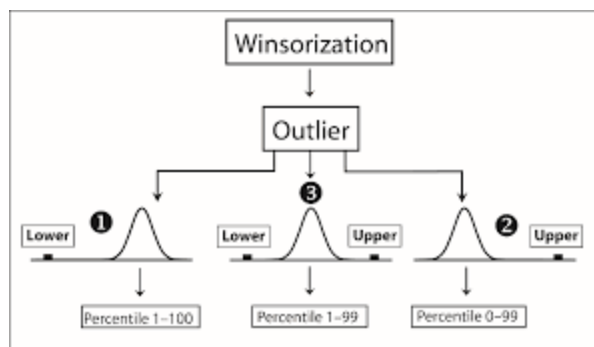 Winsorization
Outlier
❶
❸
❷
Lower
Lower
Upper
Upper
Percentile 1–100
Percentile 1–99
Percentile 0–99